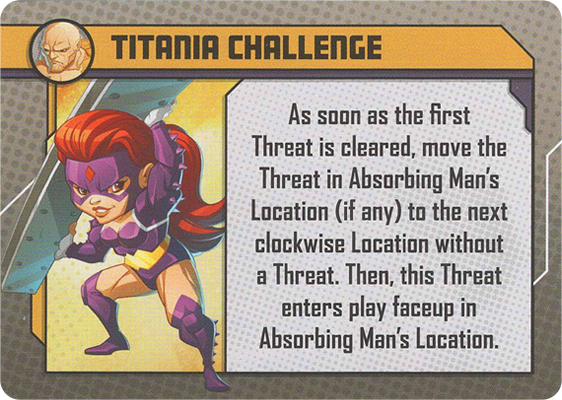 TITANIA CHALLENGE
As soon as the first
Threat is cleared, move the
Threat in Absorbing Man's
Location (if any) to the next
clockwise Location without
a Threat. Then, this Threat
enters play faceup in
Absorbing Man's Location.